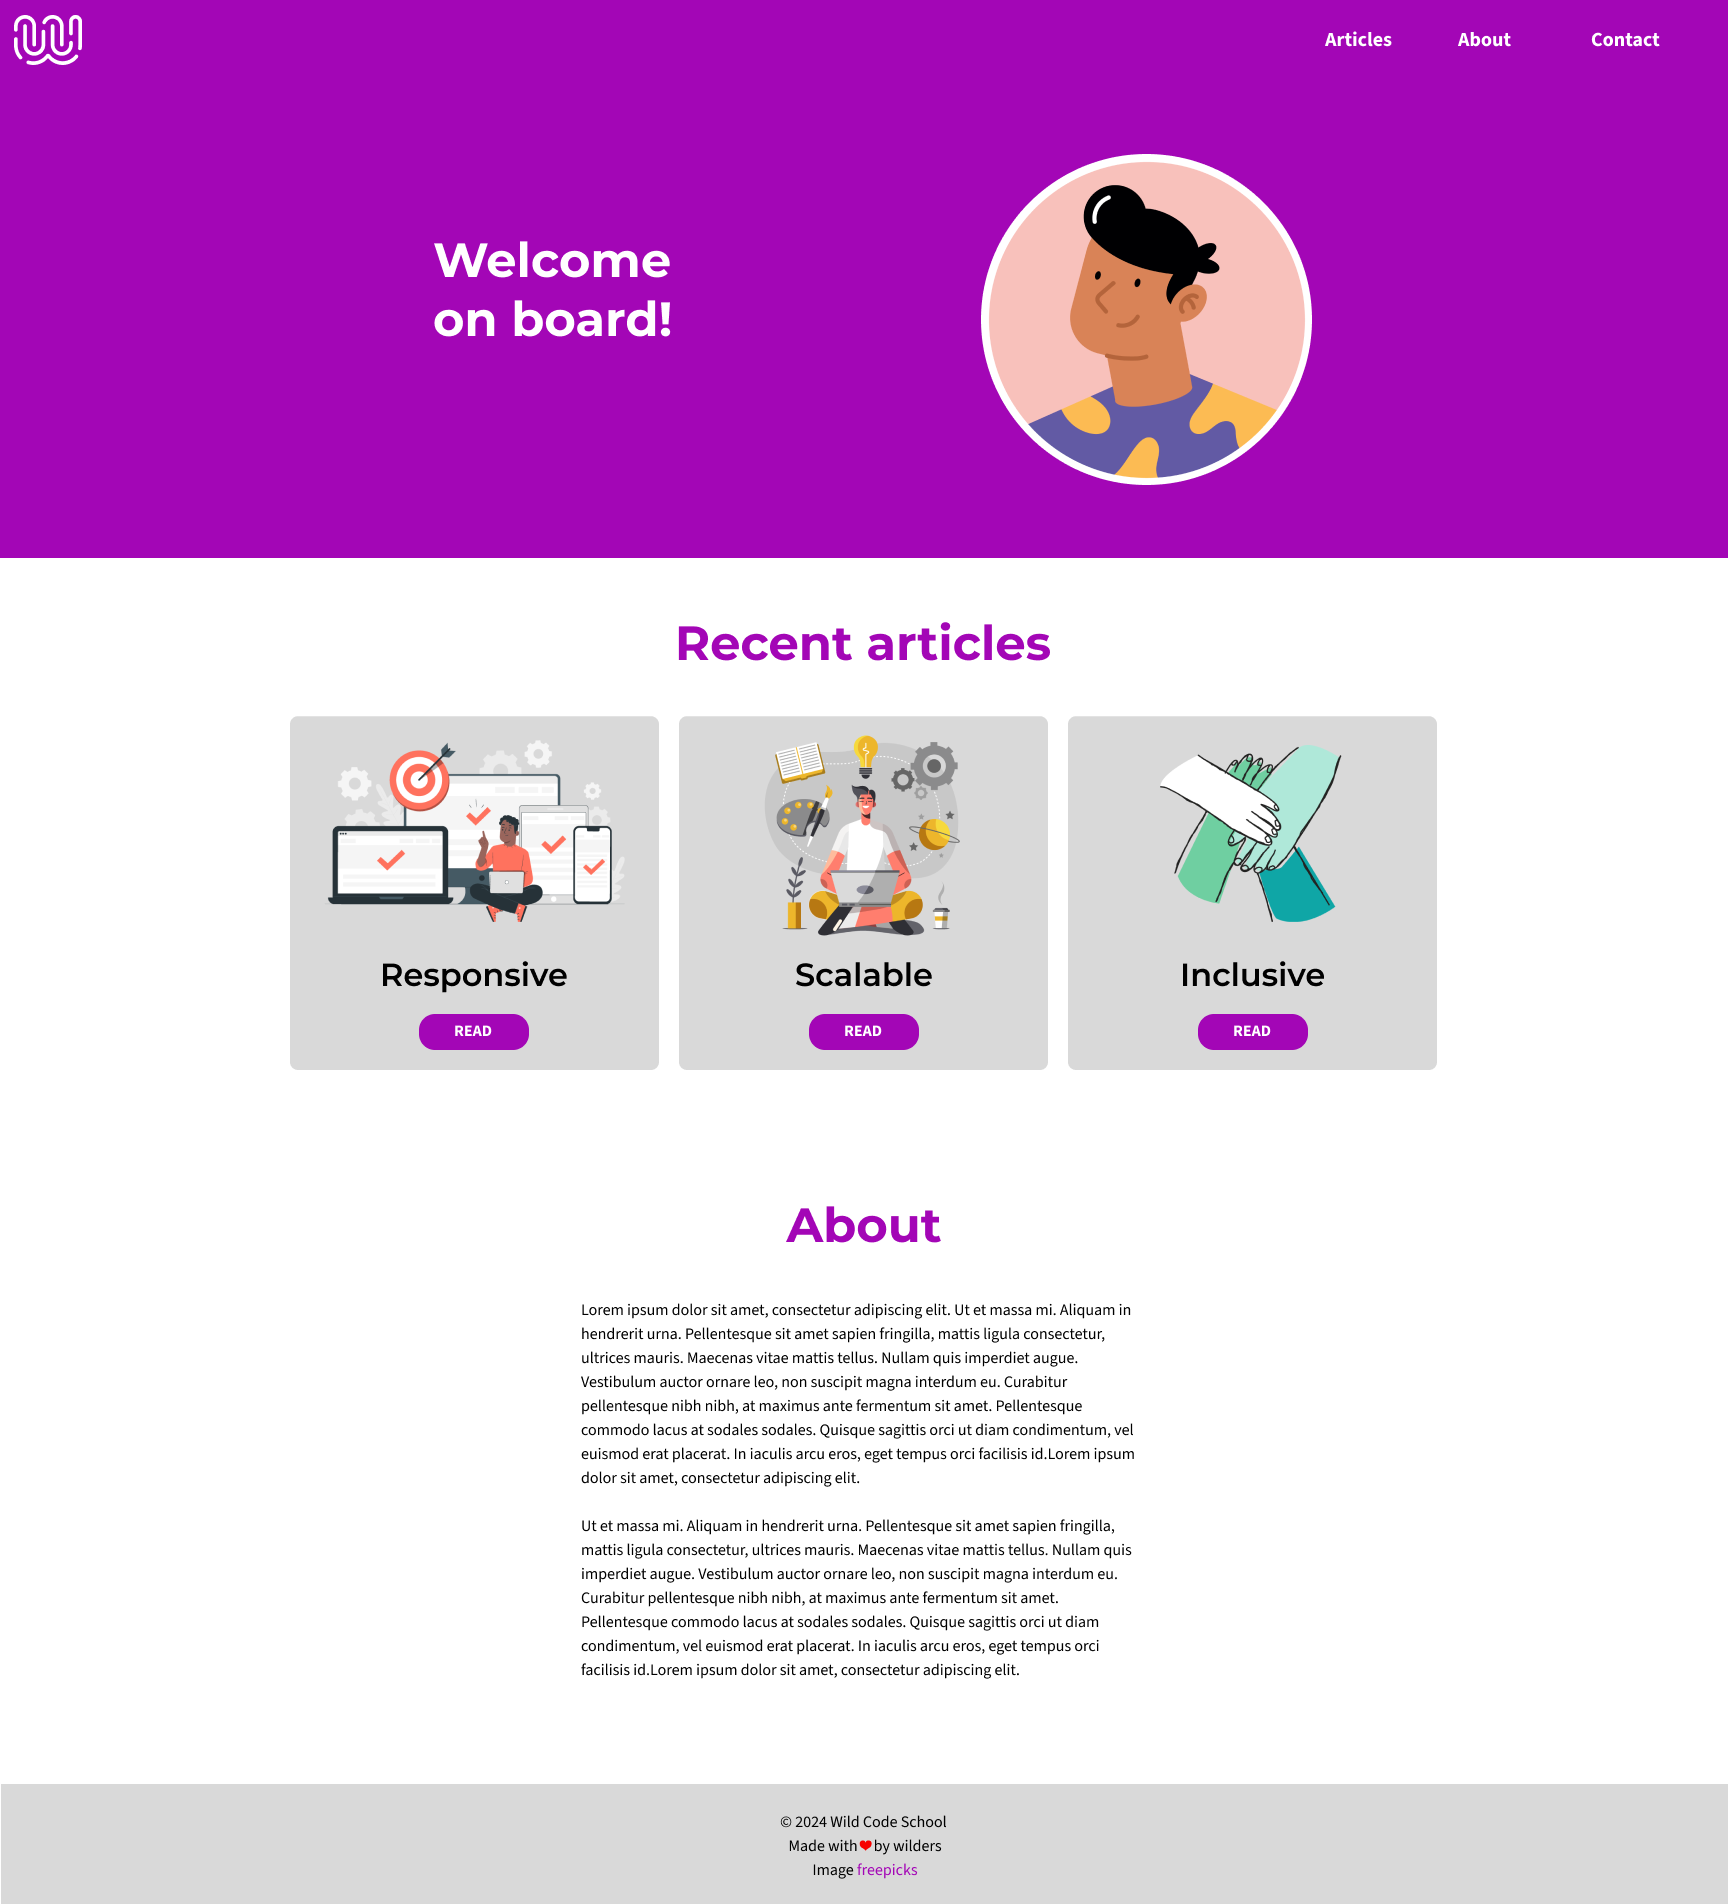 Articles
About
Contact
Welcome
on board!
Recent articles
Responsive
READ
Scalable
READ
Inclusive
READ
About
Lorem ipsum dolor sit amet, consectetur adipiscing elit. Ut et massa mi. Aliquam in
hendrerit urna. Pellentesque sit amet sapien fringilla, mattis ligula consectetur,
ultrices mauris. Maecenas vitae mattis tellus. Nullam quis imperdiet augue.
Vestibulum auctor ornare leo, non suscipit magna interdum eu. Curabitur
pellentesque nibh nibh, at maximus ante fermentum sit amet. Pellentesque
commodo lacus at sodales sodales. Quisque sagittis orci ut diam condimentum, vel
euismod erat placerat. In iaculis arcu eros, eget tempus orci facilisis id.Lorem ipsum
dolor sit amet, consectetur adipiscing elit.
Ut et massa mi. Aliquam in hendrerit urna. Pellentesque sit amet sapien fringilla,
mattis ligula consectetur, ultrices mauris. Maecenas vitae mattis tellus. Nullam quis
imperdiet augue. Vestibulum auctor ornare leo, non suscipit magna interdum eu.
Curabitur pellentesque nibh nibh, at maximus ante fermentum sit amet.
Pellentesque commodo lacus at sodales sodales. Quisque sagittis orci ut diam
condimentum, vel euismod erat placerat. In iaculis arcu eros, eget tempus orci
facilisis id.Lorem ipsum dolor sit amet, consectetur adipiscing elit.
© 2024 Wild Code School
Made with❤by wilders
Image freepicks